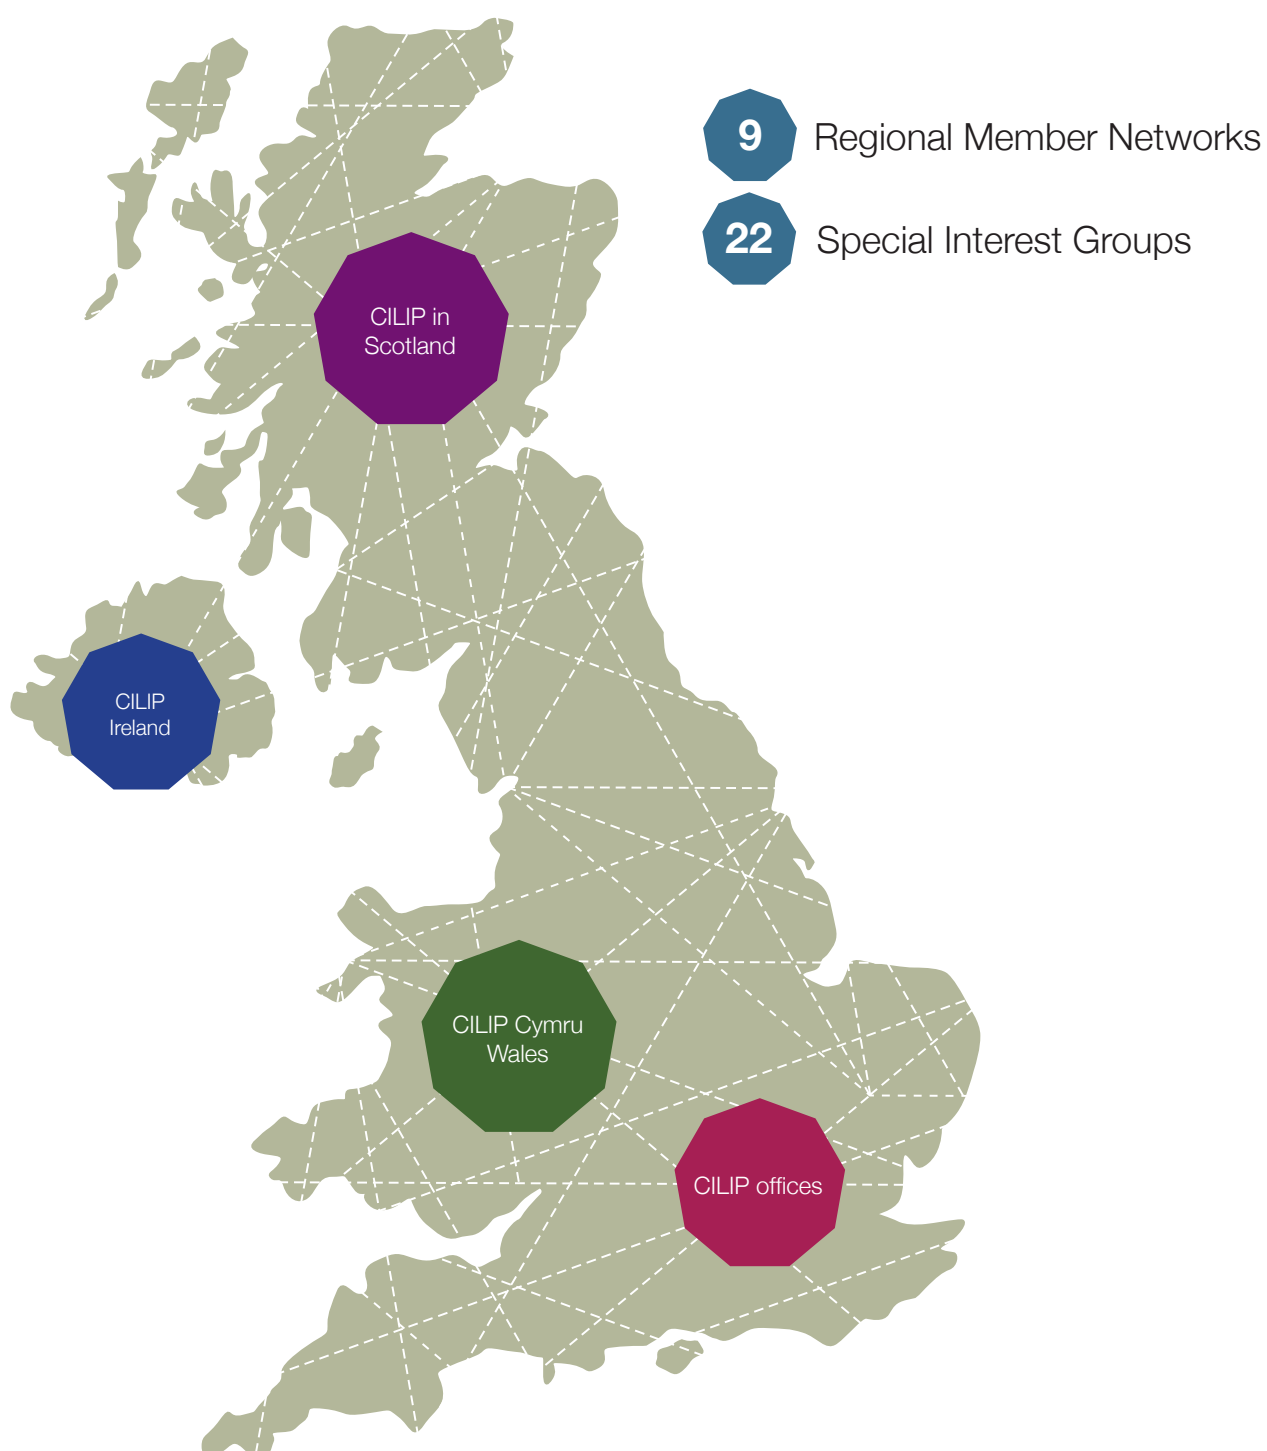 9 Regional Member Networks
22 Special Interest Groups
CILIP in
Scotland
CILIP
Ireland
CILIP Cymru
Wales
CILIP offices